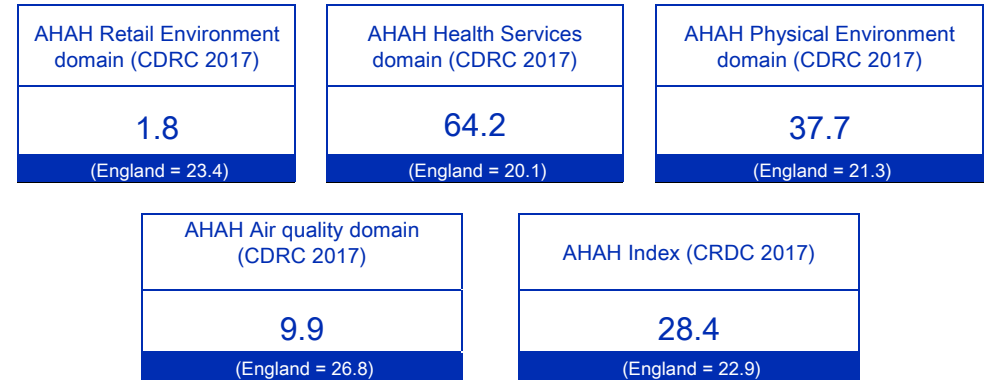 AHAH Retail Environment
domain (CDRC 2017)
1.8
(England = 23.4)
AHAH Health Services
domain (CDRC 2017)
64.2
(England = 20.1)
AHAH Physical Environment
domain (CDRC 2017)
37.7
(England = 21.3)
AHAH Air quality domain
(CDRC 2017)
9.9
(England = 26.8)
AHAH Index (CRDC 2017)
28.4
(England = 22.9)